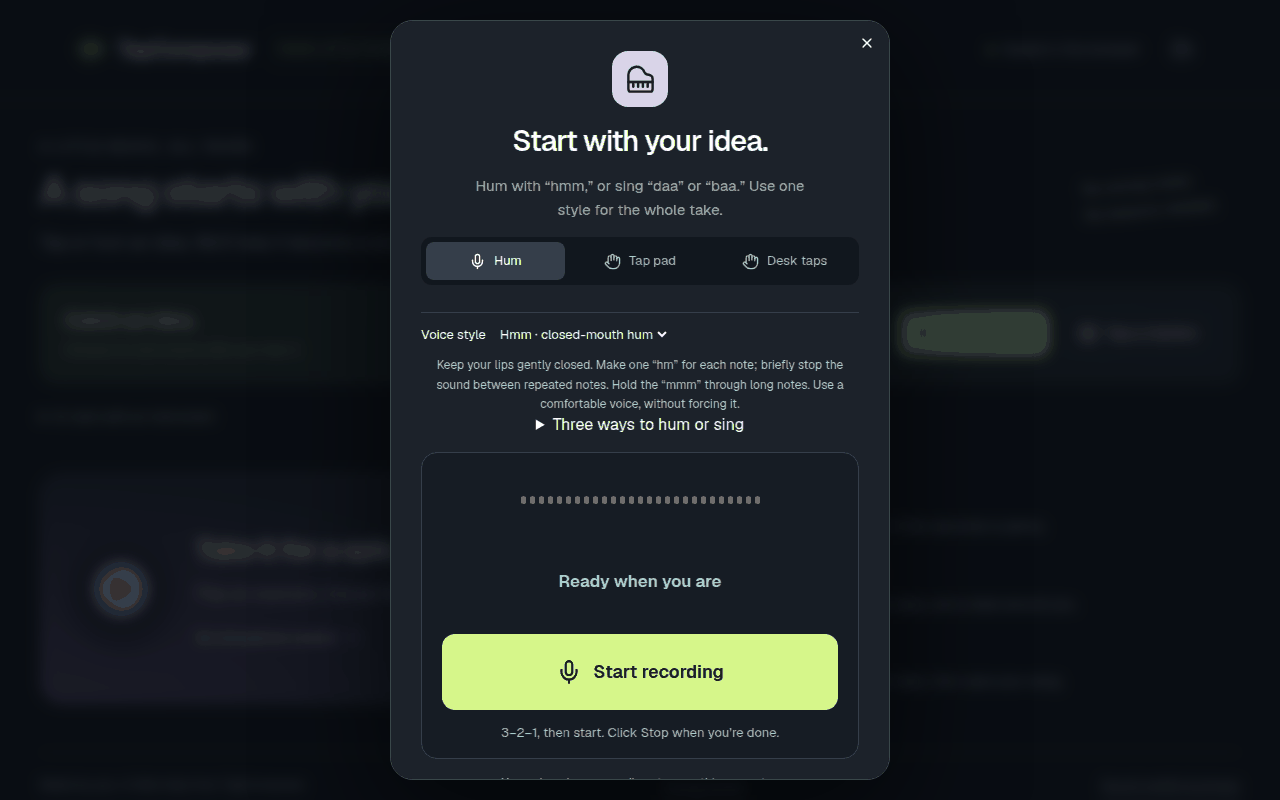 Start with your idea.
Hum with “hmm,” or sing “daa” or “baa.” Use one
style for the whole take.
Hum
Tap pad
Desk taps
Voice style
Hmm · closed-mouth hum
Keep your lips gently closed. Make one “hm” for each note; briefly stop the
sound between repeated notes. Hold the “mmm” through long notes. Use a
comfortable voice, without forcing it.
Three ways to hum or sing
Ready when you are
Start recording
3–2–1, then start. Click Stop when you’re done.